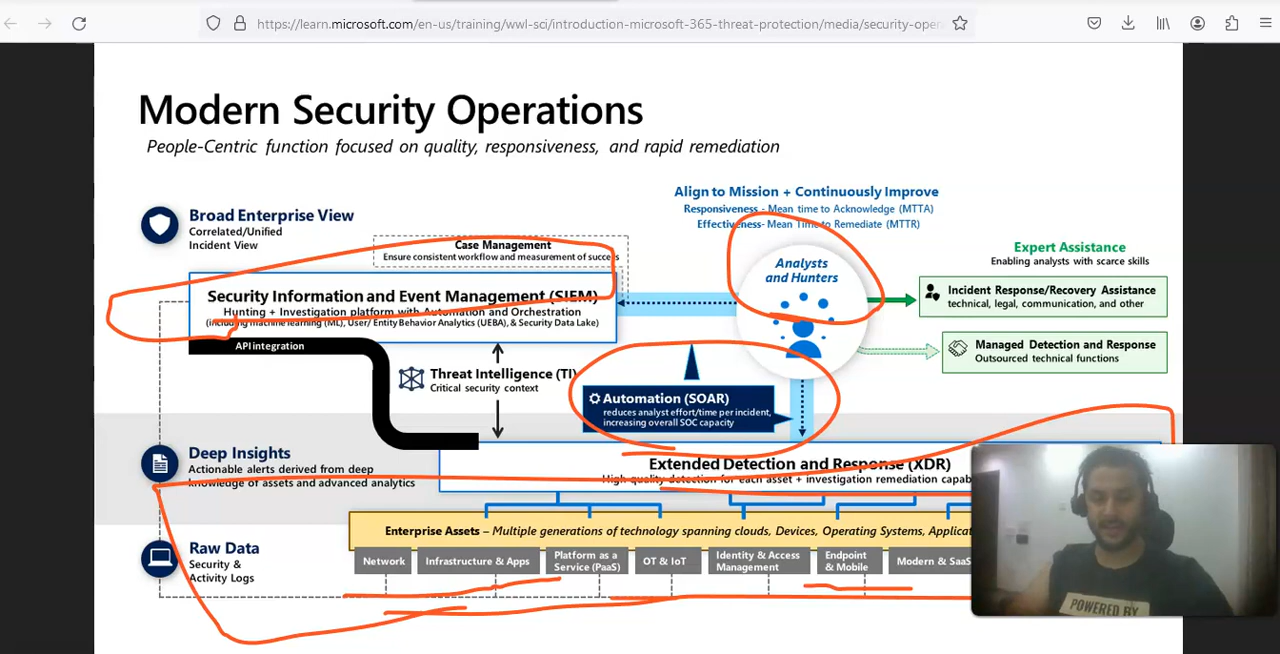 https://learn.microsoft.com/en-us/training/wwl-sci/introduction-microsoft-365-threat-protection/media/security-oper
Modern Security Operations
People-Centric function focused on quality, responsiveness, and rapid remediation
Align to Mission + Continuously Improve
Responsiveness - Mean time to Acknowledge (MTTA)
Effectiveness- Mean Time to Remediate (MTTR)
Broad Enterprise View
Correlated/Unified
Incident View
Case Management
Ensure consistent workflow and measurement of success
Security Information and Event Management (SIEM)
Hunting + Investigation platform with Automation and Orchestration
(including machine learning (ML), User/ Entity Behavior Analytics (UEBA), & Security Data Lake)
API integration
Analysts
and Hunters
Expert Assistance
Enabling analysts with scarce skills
Incident Response/Recovery Assistance
technical, legal, communication, and other
Managed Detection and Response
Outsourced technical functions
Threat Intelligence (TI)
Critical security context
Automation (SOAR)
reduces analyst effort/time per incident,
increasing overall SOC capacity
Deep Insights
Actionable alerts derived from deep
knowledge of assets and advanced analytics
Extended Detection and Response (XDR)
High-quality detection for each asset + investigation remediation capab
Raw Data
Security &
Activity Logs
Enterprise Assets – Multiple generations of technology spanning clouds, Devices, Operating Systems, Applicat
Network
Infrastructure & Apps
Platform as a
Service (PaaS)
OT & IoT
Identity & Access
Management
Endpoint
& Mobile
Modern & SaaS
POWERED BY